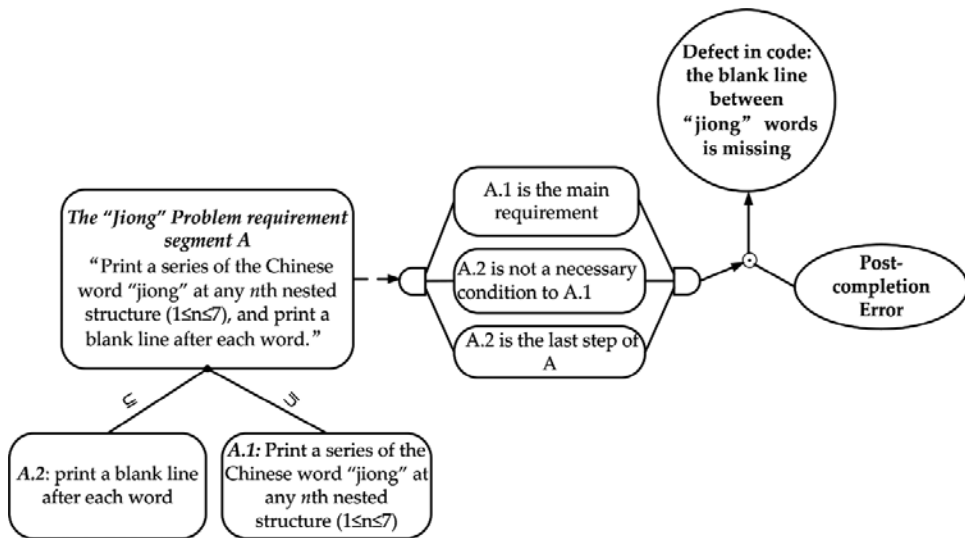 Defect in code:
the blank line
between
“jiong” words
is missing
A.1 is the main
requirement
The “Jiong” Problem requirement
segment A
“Print a series of the Chinese
word “jiong” at any nth nested
structure (1≤n≤7), and print a
blank line after each word.”
A.2 is not a necessary
condition to A.1
Post-
completion
Error
A.2 is the last step of
A
⊆
⊆
A.2: print a blank line
after each word
A.1: Print a series of the
Chinese word “jiong” at
any nth nested
structure (1≤n≤7)